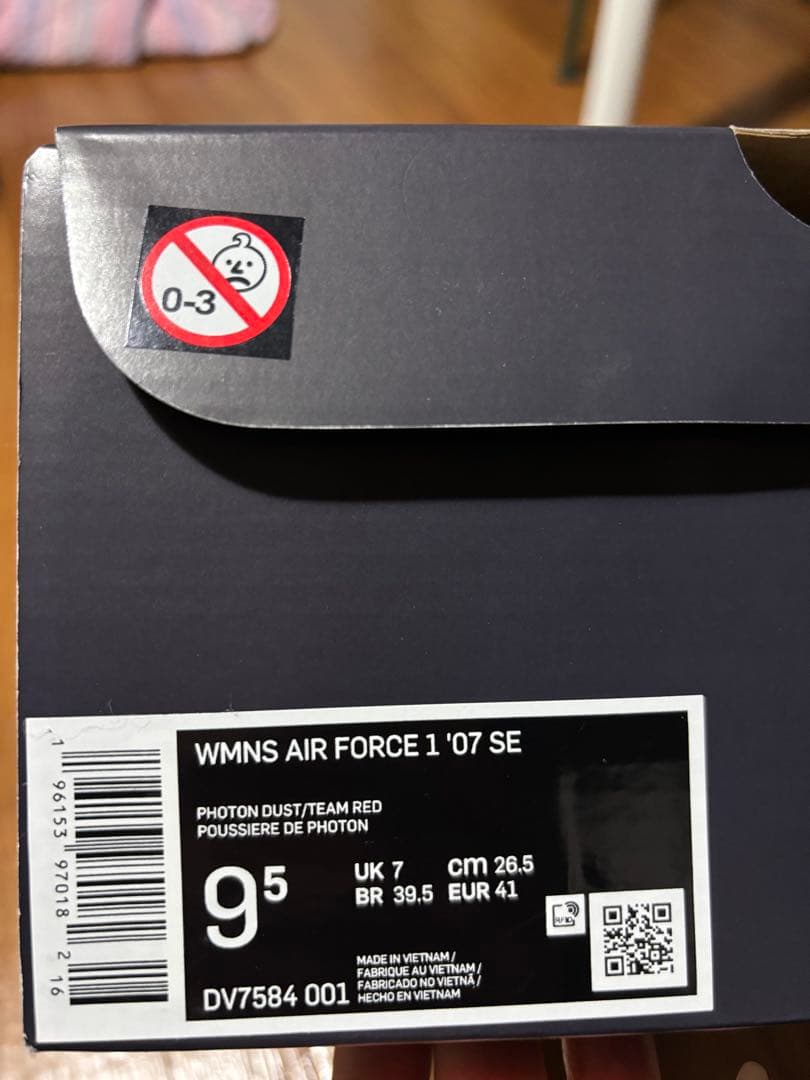 0-3
WMNS AIR FORCE 1 '07 SE
PHOTON DUST/TEAM RED
POUSSIERE DE PHOTON
9⁵
UK 7 cm 26.5
BR 39.5 EUR 41
RFID
DV7584 001
MADE IN VIETNAM /
FABRIQUE AU VIETNAM /
FABRICADO NO VIETNÃ /
HECHO EN VIETNAM
1 96153 97018 2 16